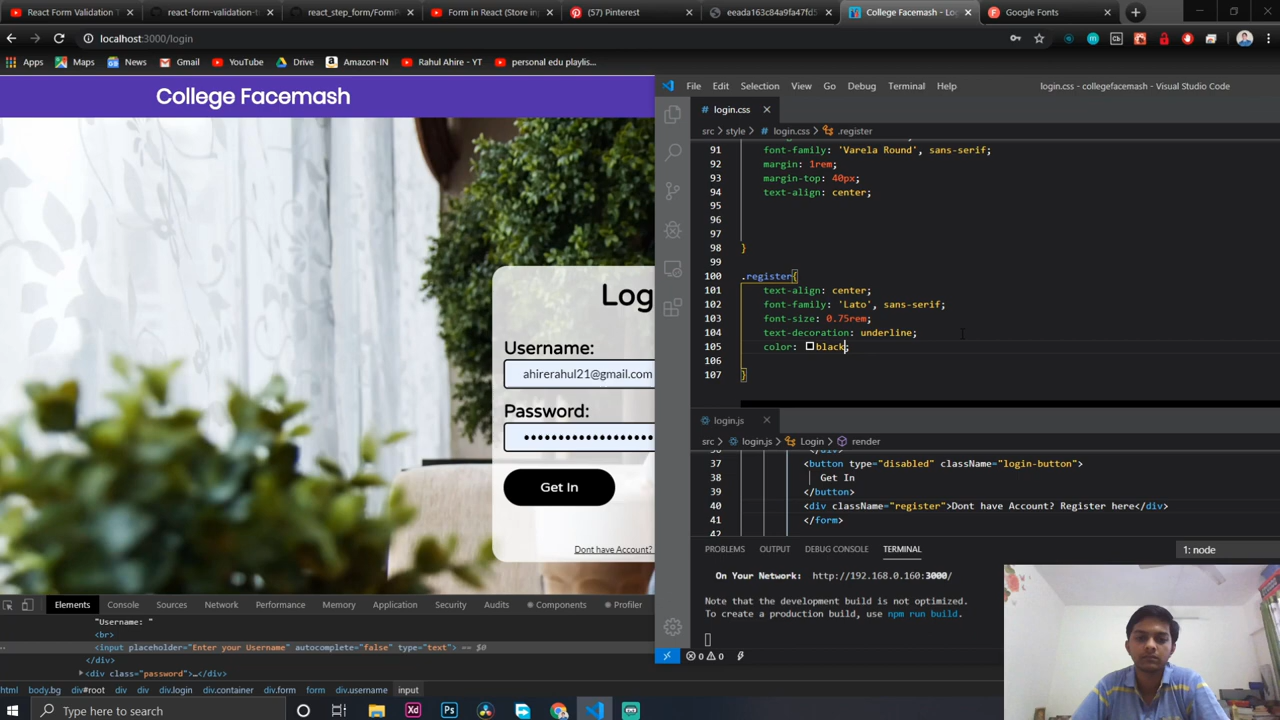 React Form Validation T
react-form-validation-t
react_step_form/FormP
Form in React (Store in
(57) Pinterest
eeada163c84a9fa47fd5
College Facemash - Lo
Google Fonts
localhost:3000/login
Apps
Maps
News
Gmail
YouTube
Drive
Amazon-IN
Rahul Ahire - YT
personal edu playlis...
College Facemash
Log
Username:
ahirerahul21@gmail.com
Password:
Get In
Dont have Account?
File Edit Selection View Go Debug Terminal Help
login.css - collegefacemash - Visual Studio Code
login.css
src > style > # login.css > .register
91 font-family: 'Varela Round', sans-serif;
92 margin: 1rem;
93 margin-top: 40px;
94 text-align: center;
95
96
97
98 }
99
100 .register{
101 text-align: center;
102 font-family: 'Lato', sans-serif;
103 font-size: 0.75rem;
104 text-decoration: underline;
105 color: black;
106
107 }
login.js
src > login.js > Login > render
37 <button type="disabled" className="login-button">
38 Get In
39 </button>
40 <div className="register">Dont have Account? Register here</div>
41 </form>
42
PROBLEMS OUTPUT DEBUG CONSOLE TERMINAL
1: node
On Your Network: http://192.168.0.160:3000/
Note that the development build is not optimized.
To create a production build, use npm run build.
0 0
Elements Console Sources Network Performance Memory Application Security Audits Components Profiler
"Username: "
<br>
<input placeholder="Enter your Username" autocomplete="false" type="text"> == $0
</div>
<div class="password">…</div>
html body.bg div#root div div.login div.container div.form form div.username input
Type here to search
Xd
Ps